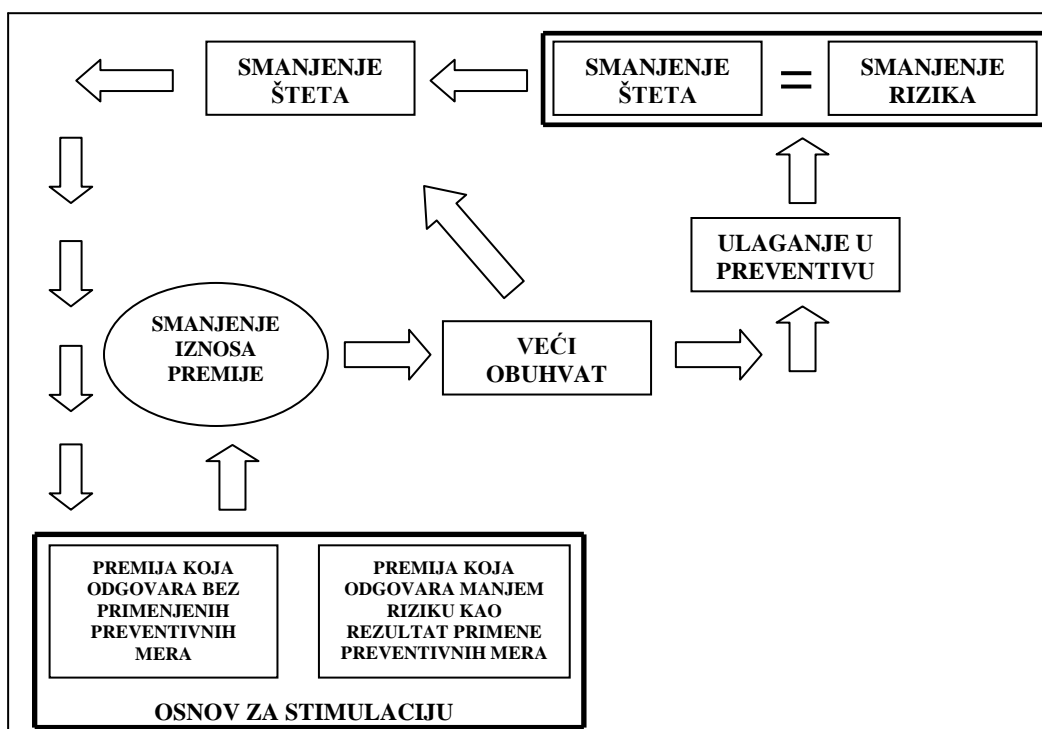 SMANJENJE
ŠTETA
SMANJENJE
ŠTETA
=
SMANJENJE
RIZIKA
ULAGANJE U
PREVENTIVU
SMANJENJE
IZNOSA
PREMIJE
VEĆI
OBUHVAT
PREMIJA KOJA
ODGOVARA BEZ
PRIMENJENIH
PREVENTIVNIH
MERA
PREMIJA KOJA
ODGOVARA MANJEM
RIZIKU KAO
REZULTAT PRIMENE
PREVENTIVNIH MERA
OSNOV ZA STIMULACIJU